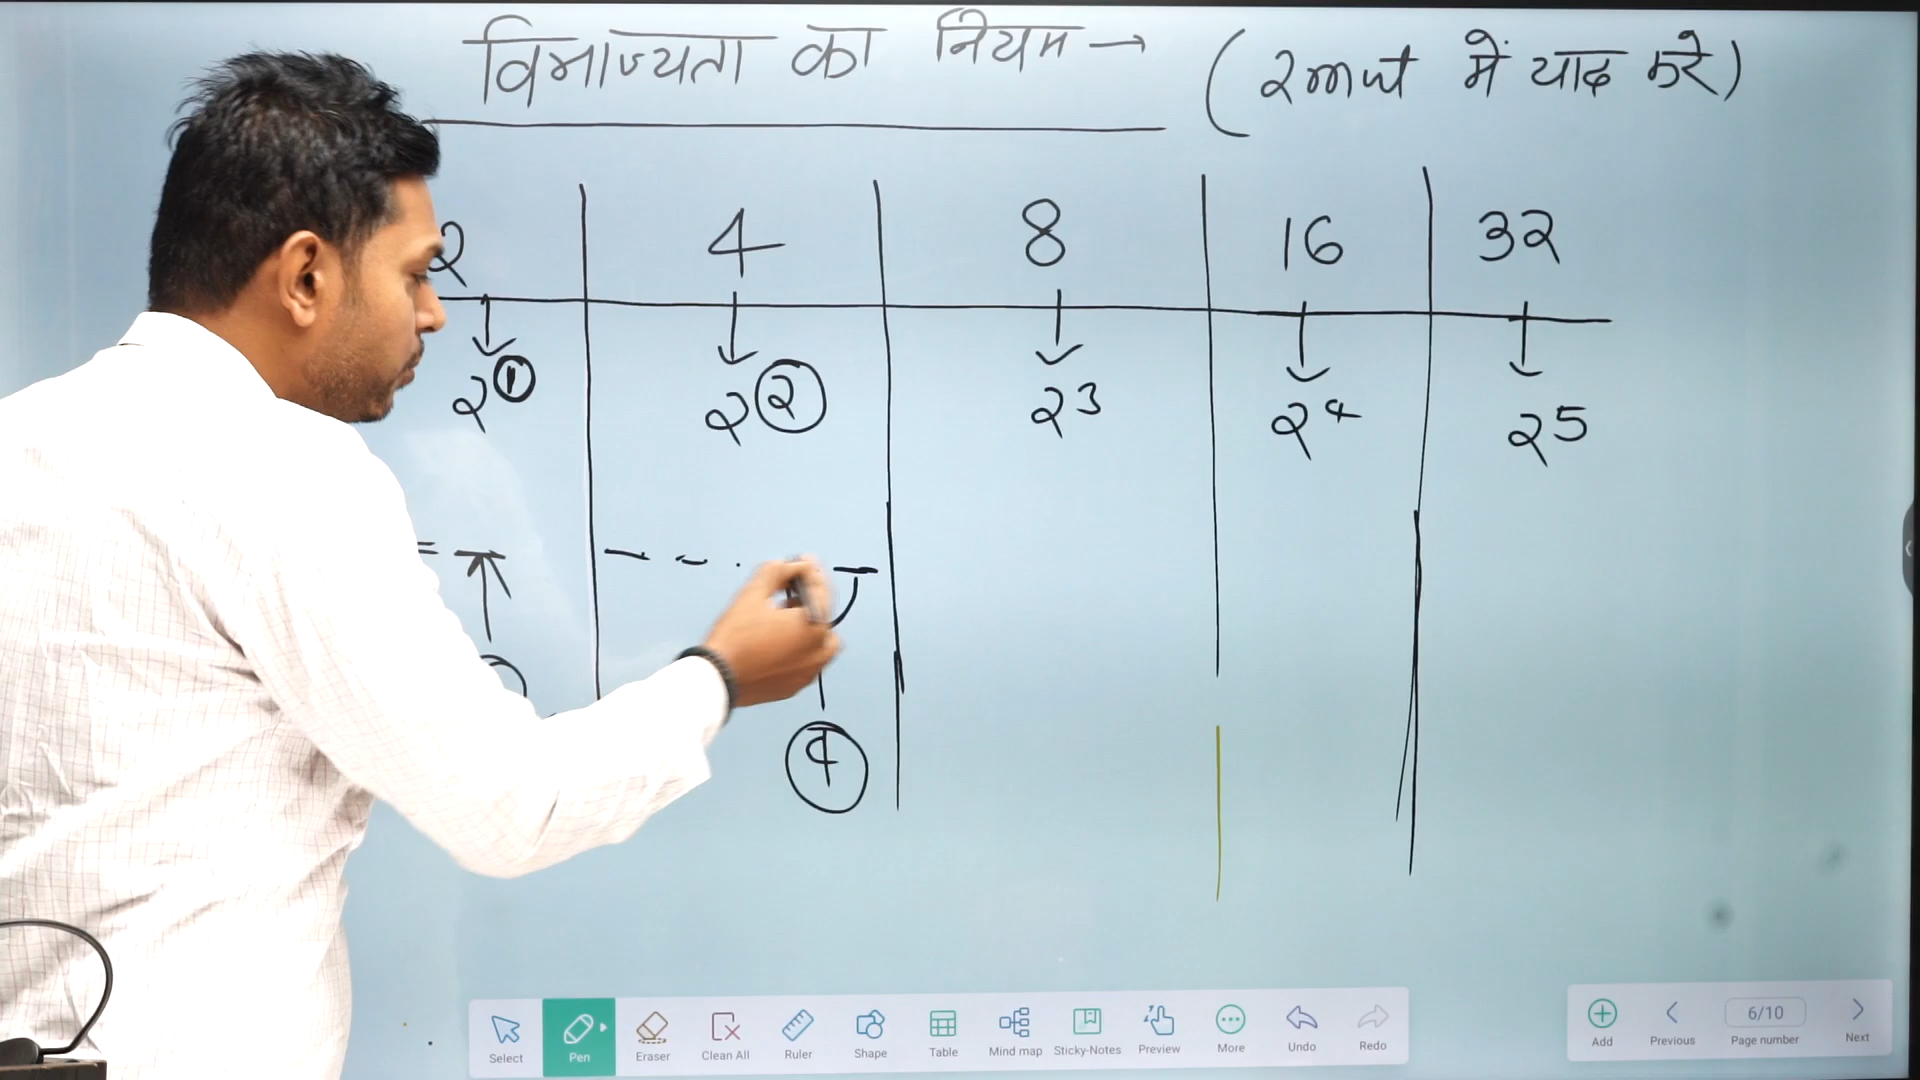 विभाज्यता का नियम → (2 mnt में याद करे)
2 4 8 16 32
2^1 2^2 2^3 2^4 2^5
4
Select Pen Eraser Clean All Ruler Shape Table Mind map Sticky-Notes Preview More Undo Redo
Add Previous 6/10 Page number Next